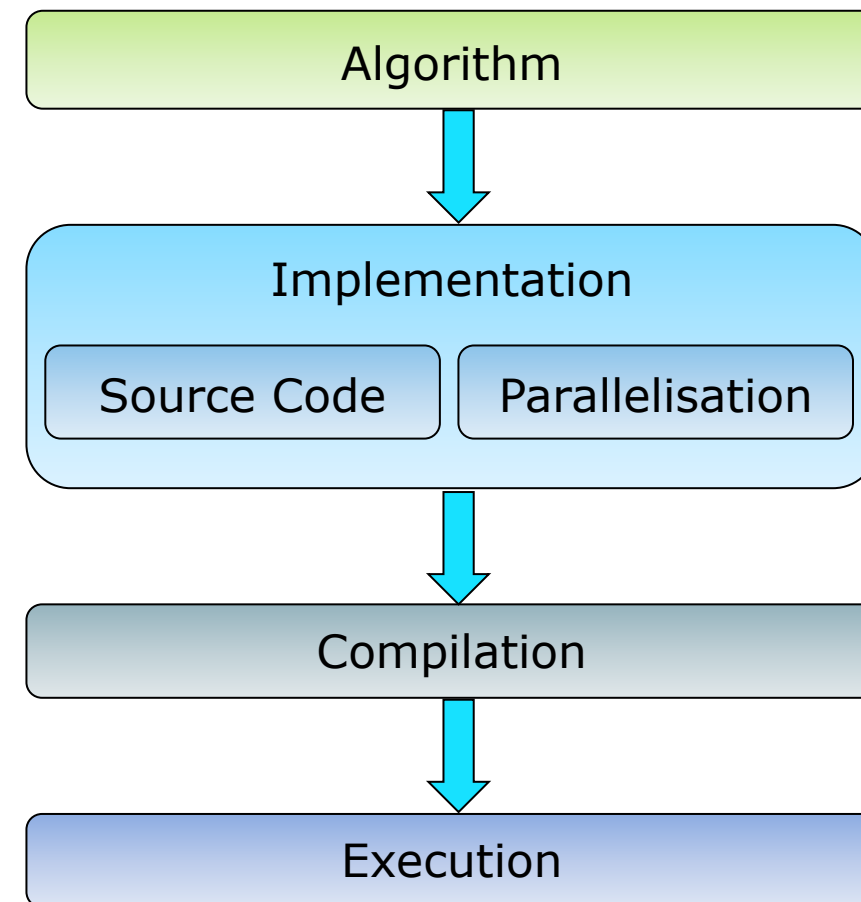 Algorithm
Implementation
Source Code
Parallelisation
Compilation
Execution